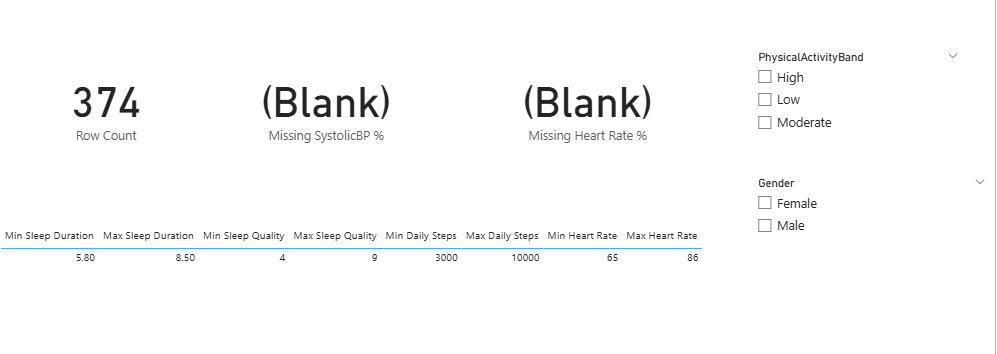 PhysicalActivityBand
High
Low
Moderate
374
(Blank)
(Blank)
Row Count
Missing SystolicBP %
Missing Heart Rate %
Gender
Female
Male
Min Sleep Duration Max Sleep Duration Min Sleep Quality Max Sleep Quality Min Daily Steps Max Daily Steps Min Heart Rate Max Heart Rate
5.80 8.50 4 9 3000 10000 65 86